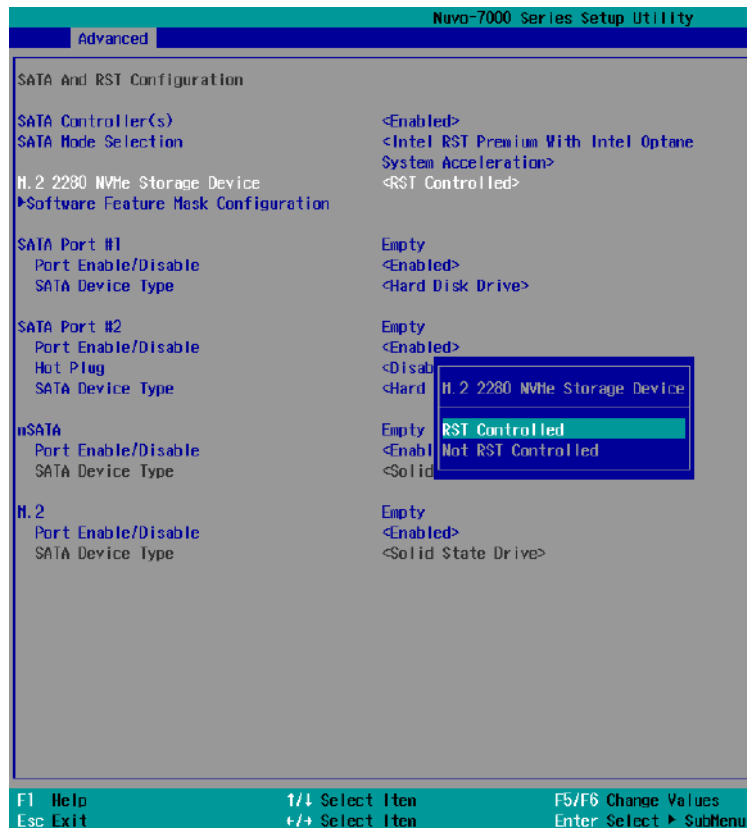 Nuvo-7000 Series Setup Utility
Advanced
SATA And RST Configuration
SATA Controller(s) <Enabled>
SATA Mode Selection <Intel RST Premium With Intel Optane
System Acceleration>
M.2 2280 NVMe Storage Device <RST Controlled>
▶Software Feature Mask Configuration
SATA Port #1 Empty
Port Enable/Disable <Enabled>
SATA Device Type <Hard Disk Drive>
SATA Port #2 Empty
Port Enable/Disable <Enabled>
Hot Plug <Disab
SATA Device Type <Hard
M.2 2280 NVMe Storage Device
RST Controlled
Not RST Controlled
mSATA Empty
Port Enable/Disable <Enabl
SATA Device Type <Solid
M.2 Empty
Port Enable/Disable <Enabled>
SATA Device Type <Solid State Drive>
F1 Help ↑/↓ Select Item F5/F6 Change Values
Esc Exit ←/→ Select Item Enter Select ▶ SubMenu